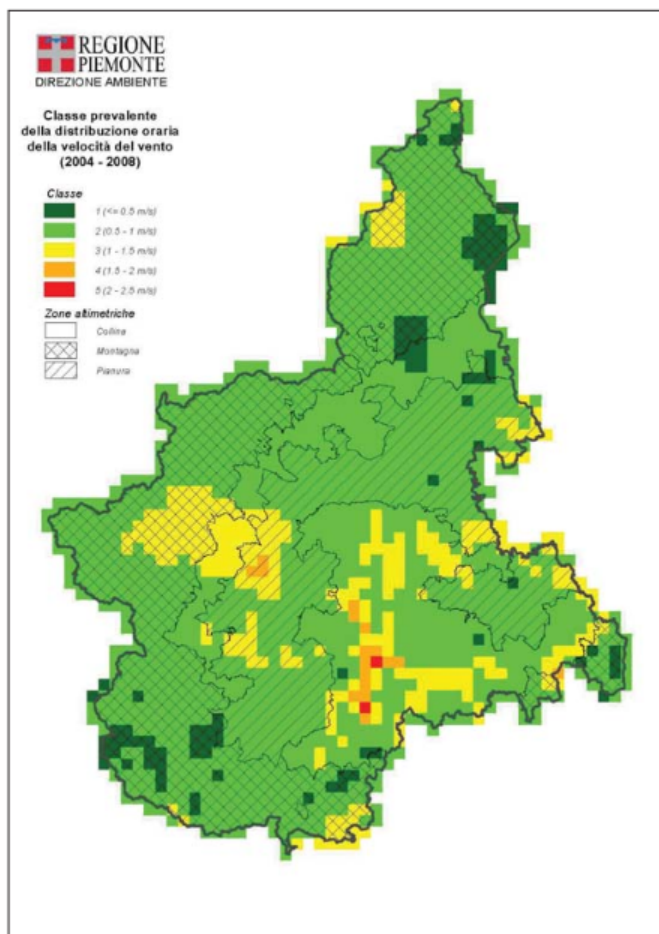 REGIONE
PIEMONTE
DIREZIONE AMBIENTE
Classe prevalente
della distribuzione oraria
della velocità del vento
(2004 - 2008)
Classe
1 (<= 0.5 m/s)
2 (0.5 - 1 m/s)
3 (1 - 1.5 m/s)
4 (1.5 - 2 m/s)
5 (2 - 2.5 m/s)
Zone altimetriche
Collina
Montagna
Pianura